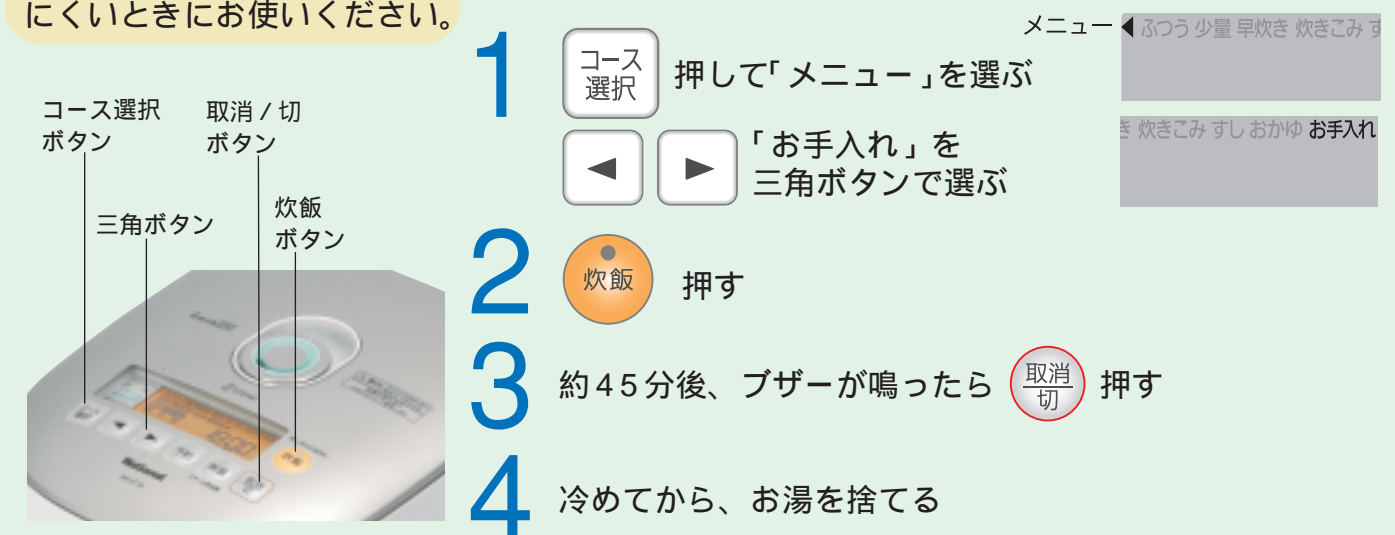 にくいときにお使いください。
コース選択
ボタン
取消/切
ボタン
三角ボタン
炊飯
ボタン
National
炊飯
1
コース
選択
押して「メニュー」を選ぶ
◀ ▶
「お手入れ」を
三角ボタンで選ぶ
メニュー ◀ ふつう 少量 早炊き 炊きこみ す
き 炊きこみ すし おかゆ お手入れ
2
炊飯
押す
3
約45分後、ブザーが鳴ったら 取消/切 押す
4
冷めてから、お湯を捨てる